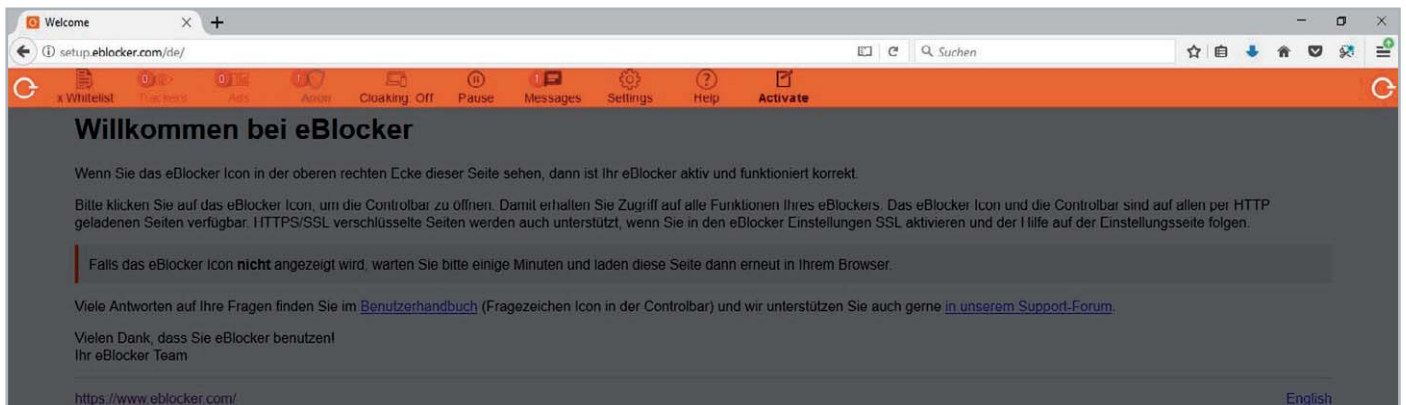 Welcome
setup.eblocker.com/de/
Suchen
x Whitelist
0
Trackers
0
Ads
1
Anon
Cloaking Off
Pause
1
Messages
Settings
Help
Activate
Willkommen bei eBlocker
Wenn Sie das eBlocker Icon in der oberen rechten Ecke dieser Seite sehen, dann ist Ihr eBlocker aktiv und funktioniert korrekt.
Bitte klicken Sie auf das eBlocker Icon, um die Controlbar zu öffnen. Damit erhalten Sie Zugriff auf alle Funktionen Ihres eBlockers. Das eBlocker Icon und die Controlbar sind auf allen per HTTP
geladenen Seiten verfügbar. HTTPS/SSL verschlüsselte Seiten werden auch unterstützt, wenn Sie in den eBlocker Einstellungen SSL aktivieren und der Hilfe auf der Einstellungsseite folgen.
Falls das eBlocker Icon nicht angezeigt wird, warten Sie bitte einige Minuten und laden diese Seite dann erneut in Ihrem Browser.
Viele Antworten auf Ihre Fragen finden Sie im Benutzerhandbuch (Fragezeichen Icon in der Controlbar) und wir unterstützen Sie auch gerne in unserem Support-Forum.
Vielen Dank, dass Sie eBlocker benutzen!
Ihr eBlocker Team
https://www.eblocker.com/
English